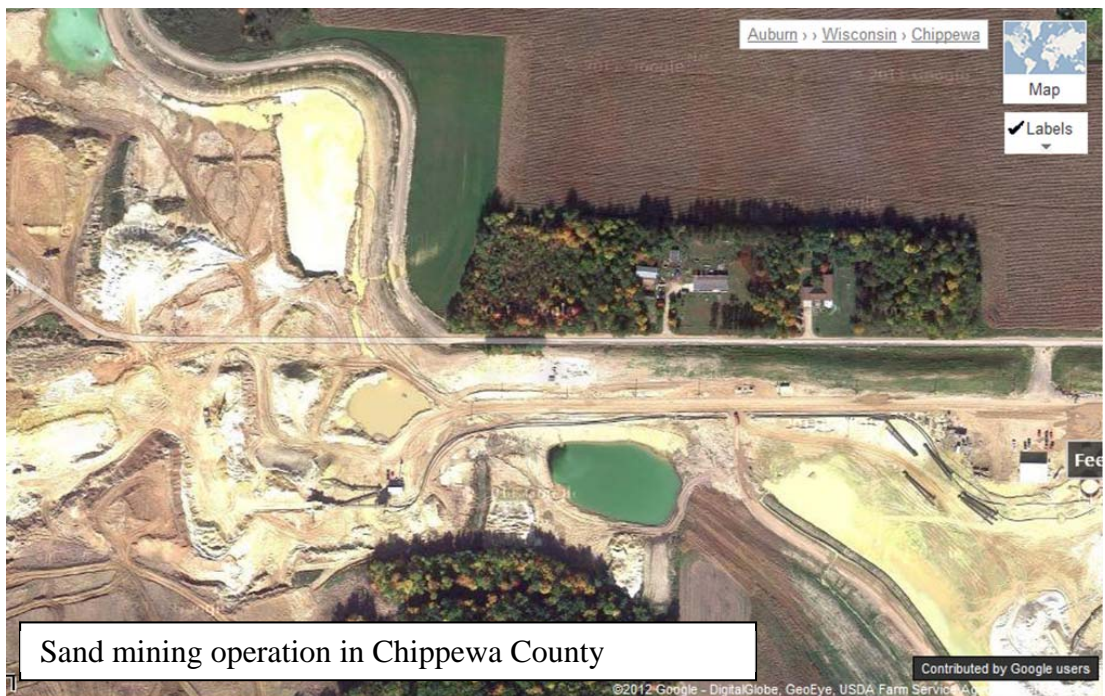 Auburn › › Wisconsin › Chippewa
Map
✔Labels
Fee
Sand mining operation in Chippewa County
Contributed by Google users
©2012 Google - DigitalGlobe, GeoEye, USDA Farm Service